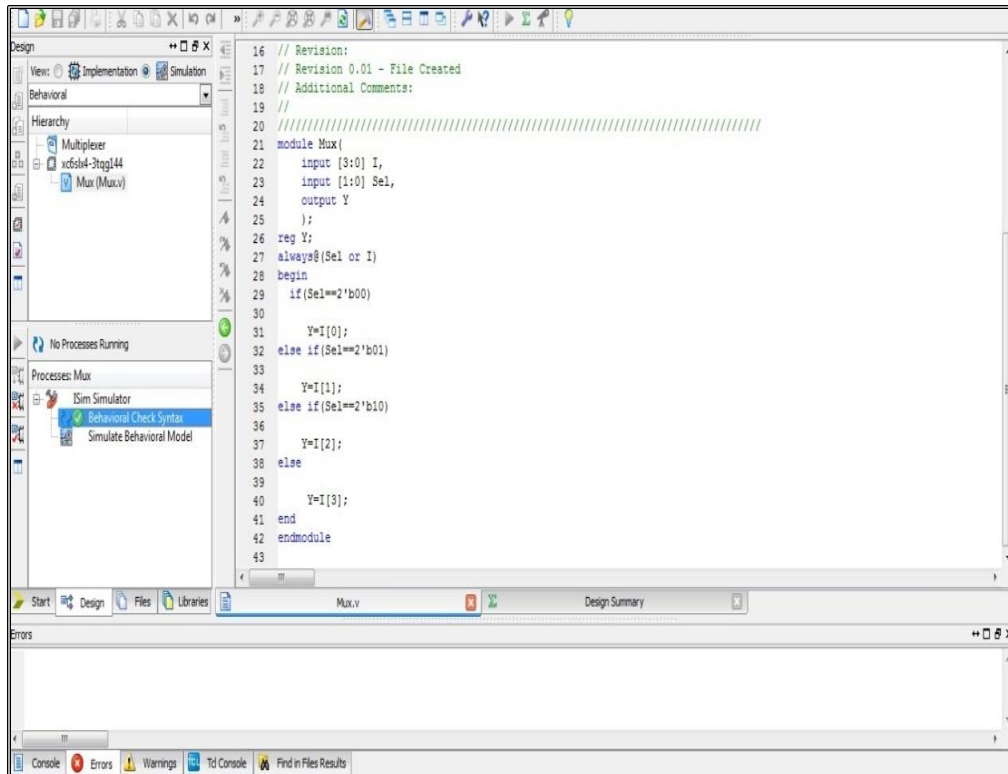 Design
View: Implementation Simulation
Behavioral
Hierarchy
Multiplexer
xc6slx4-3tqg144
Mux (Mux.v)
No Processes Running
Processes: Mux
ISim Simulator
Behavioral Check Syntax
Simulate Behavioral Model
Start Design Files Libraries
16 // Revision:
17 // Revision 0.01 - File Created
18 // Additional Comments:
19 //
20 ////////////////////////////////////////////////////////////////////////////////
21 module Mux(
22 input [3:0] I,
23 input [1:0] Sel,
24 output Y
25 );
26 reg Y;
27 always@(Sel or I)
28 begin
29 if(Sel==2'b00)
30
31 Y=I[0];
32 else if(Sel==2'b01)
33
34 Y=I[1];
35 else if(Sel==2'b10)
36
37 Y=I[2];
38 else
39
40 Y=I[3];
41 end
42 endmodule
43
Mux.v Design Summary
Errors
Console Errors Warnings Tcl Console Find in Files Results